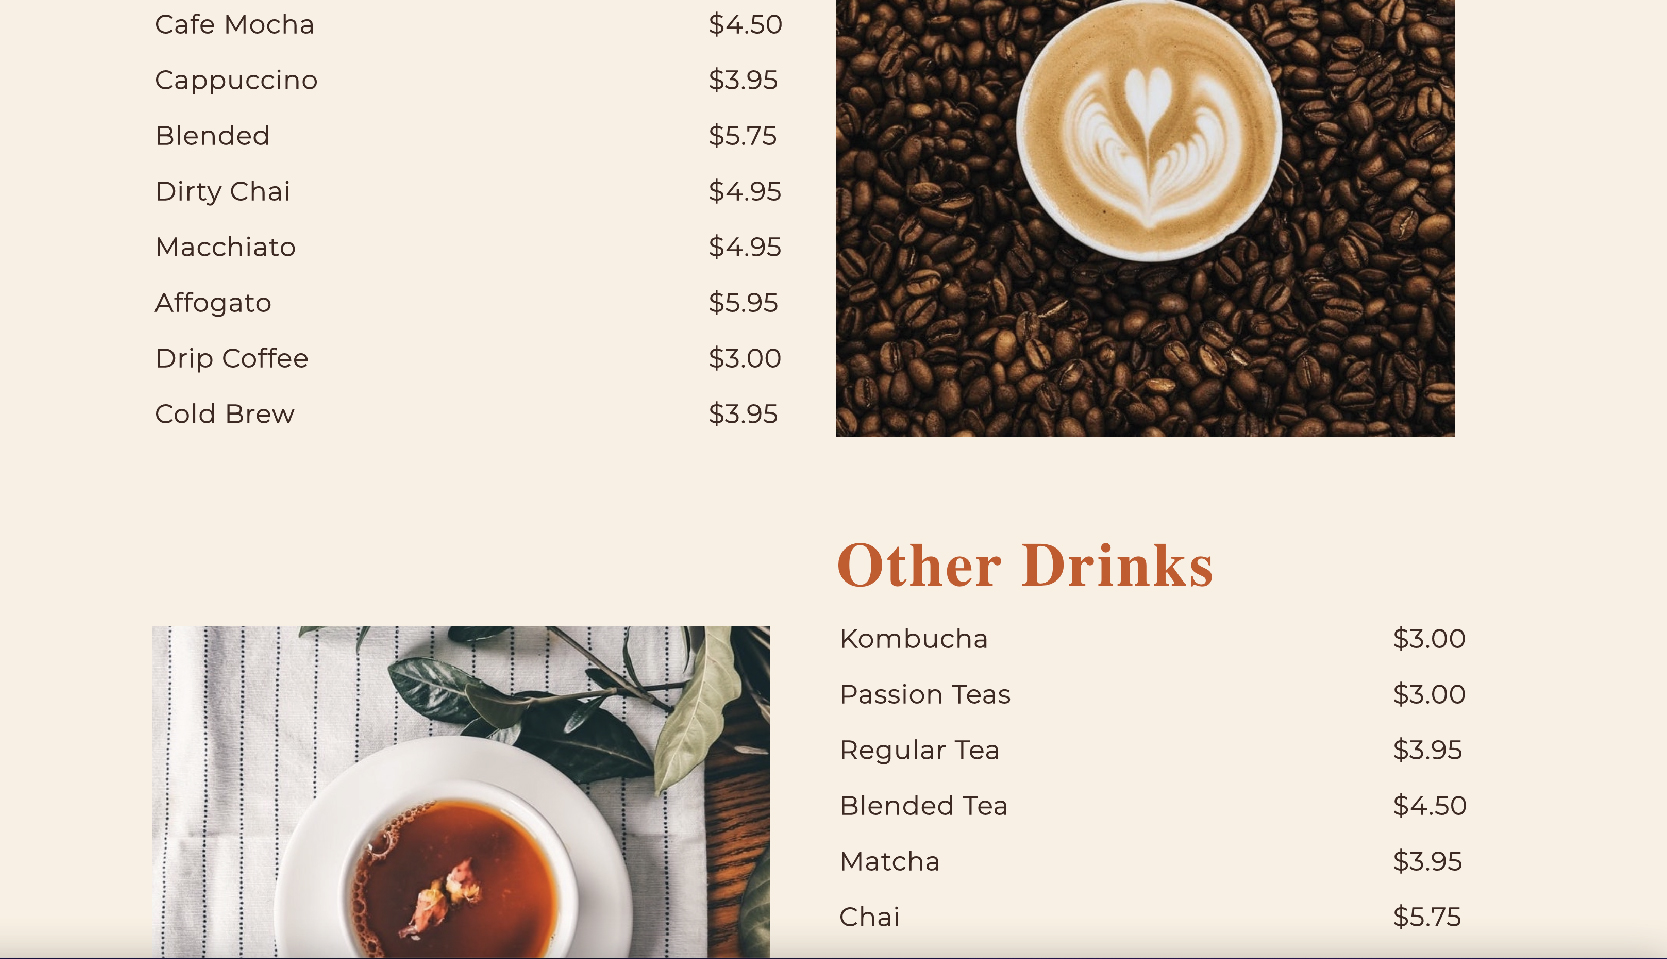 Cafe Mocha $4.50
Cappuccino $3.95
Blended $5.75
Dirty Chai $4.95
Macchiato $4.95
Affogato $5.95
Drip Coffee $3.00
Cold Brew $3.95
Other Drinks
Kombucha $3.00
Passion Teas $3.00
Regular Tea $3.95
Blended Tea $4.50
Matcha $3.95
Chai $5.75